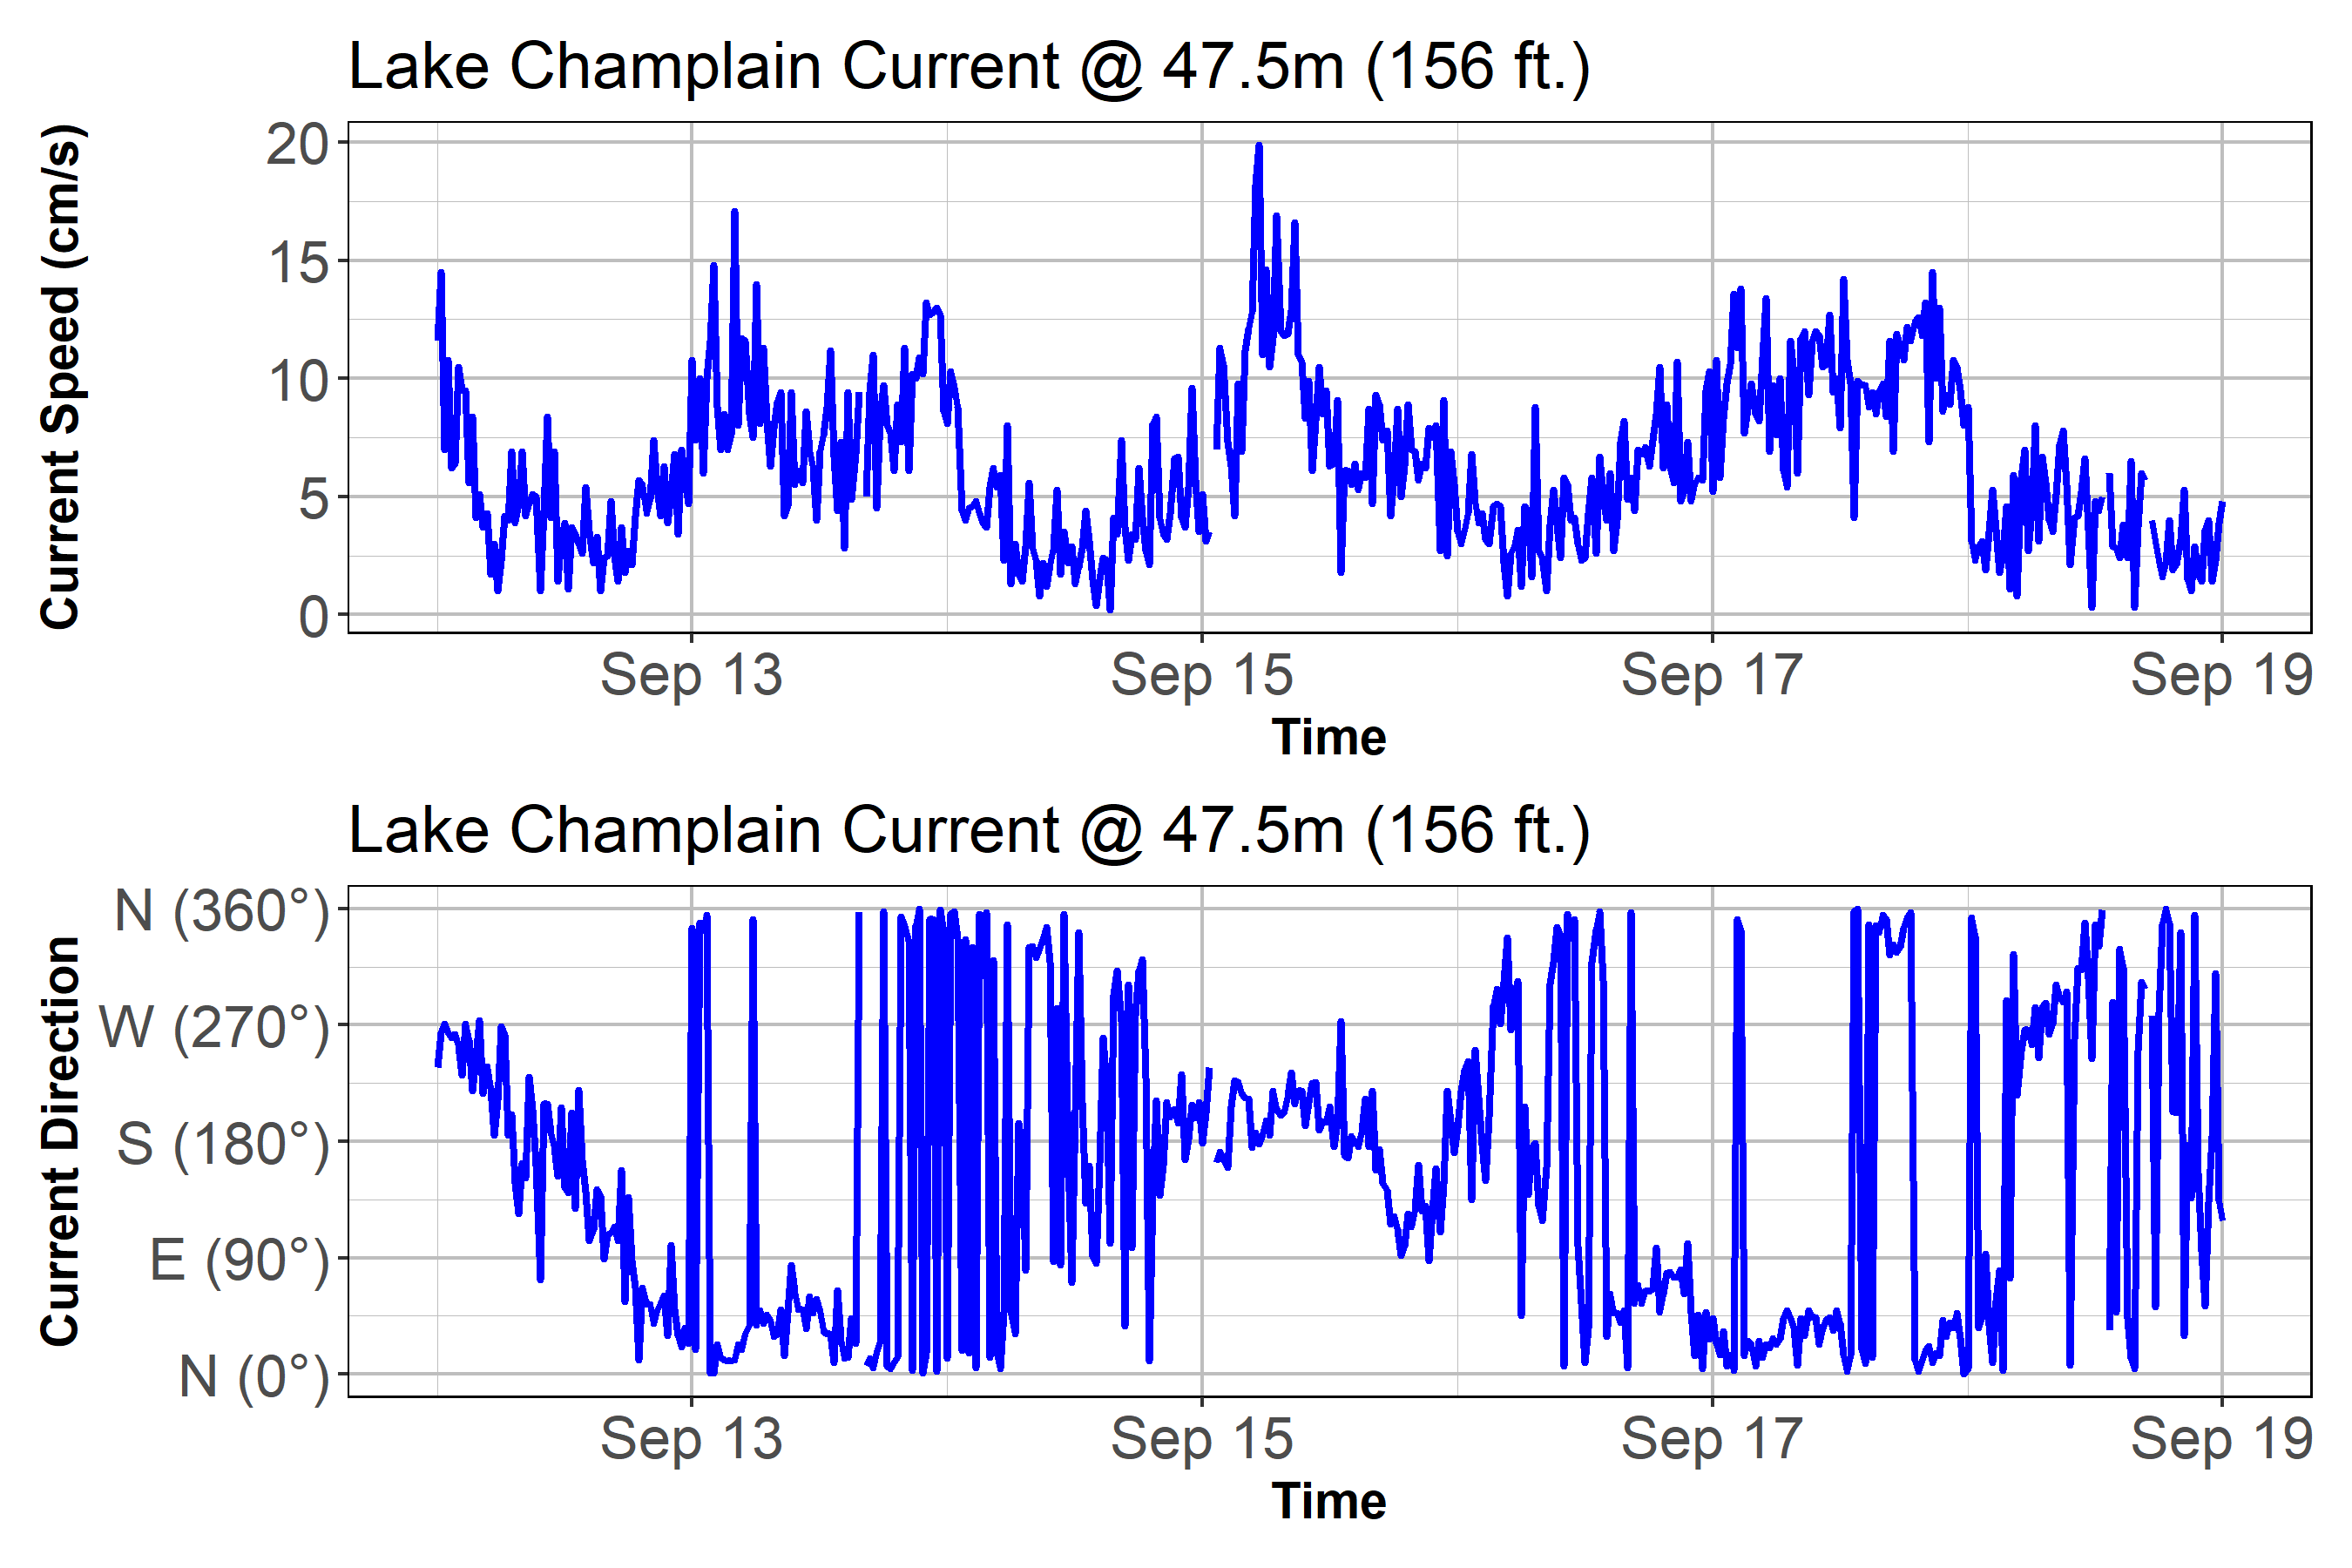 Lake Champlain Current @ 47.5m (156 ft.)
Current Speed (cm/s)
20
15
10
5
0
Sep 13 Sep 15 Sep 17 Sep 19
Time
Lake Champlain Current @ 47.5m (156 ft.)
Current Direction
N (360°)
W (270°)
S (180°)
E (90°)
N (0°)
Sep 13 Sep 15 Sep 17 Sep 19
Time